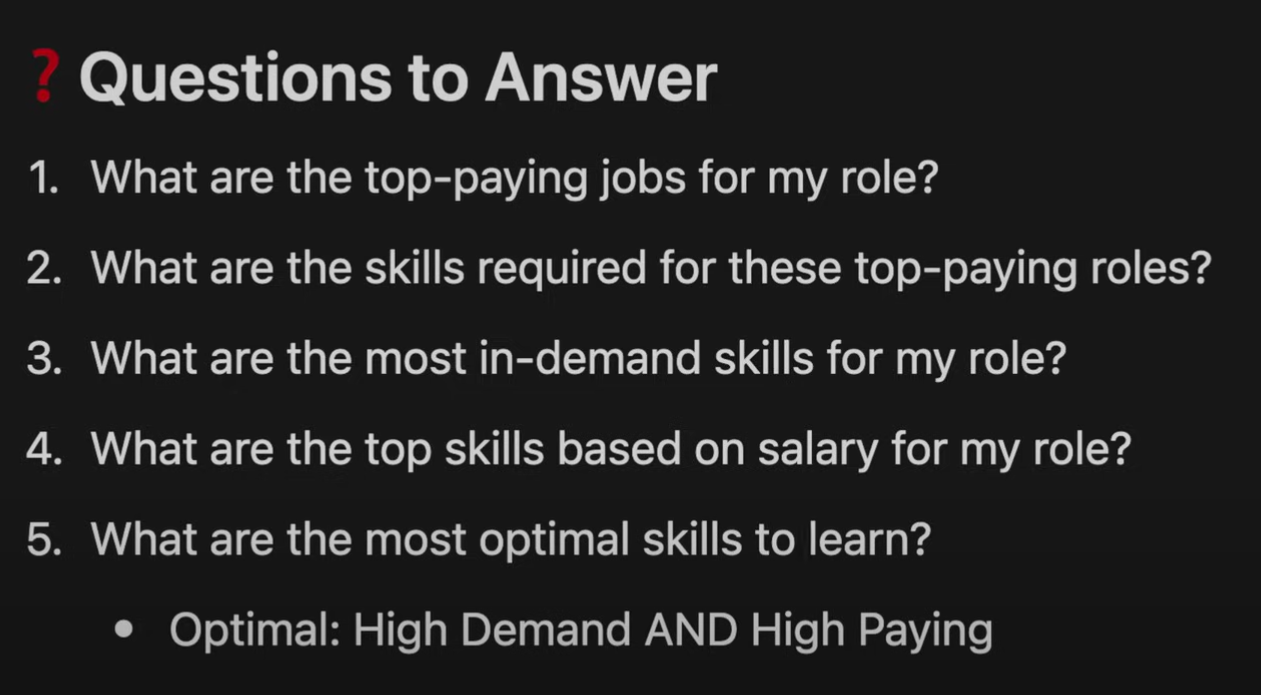 ❓ Questions to Answer
1. What are the top-paying jobs for my role?
2. What are the skills required for these top-paying roles?
3. What are the most in-demand skills for my role?
4. What are the top skills based on salary for my role?
5. What are the most optimal skills to learn?
• Optimal: High Demand AND High Paying